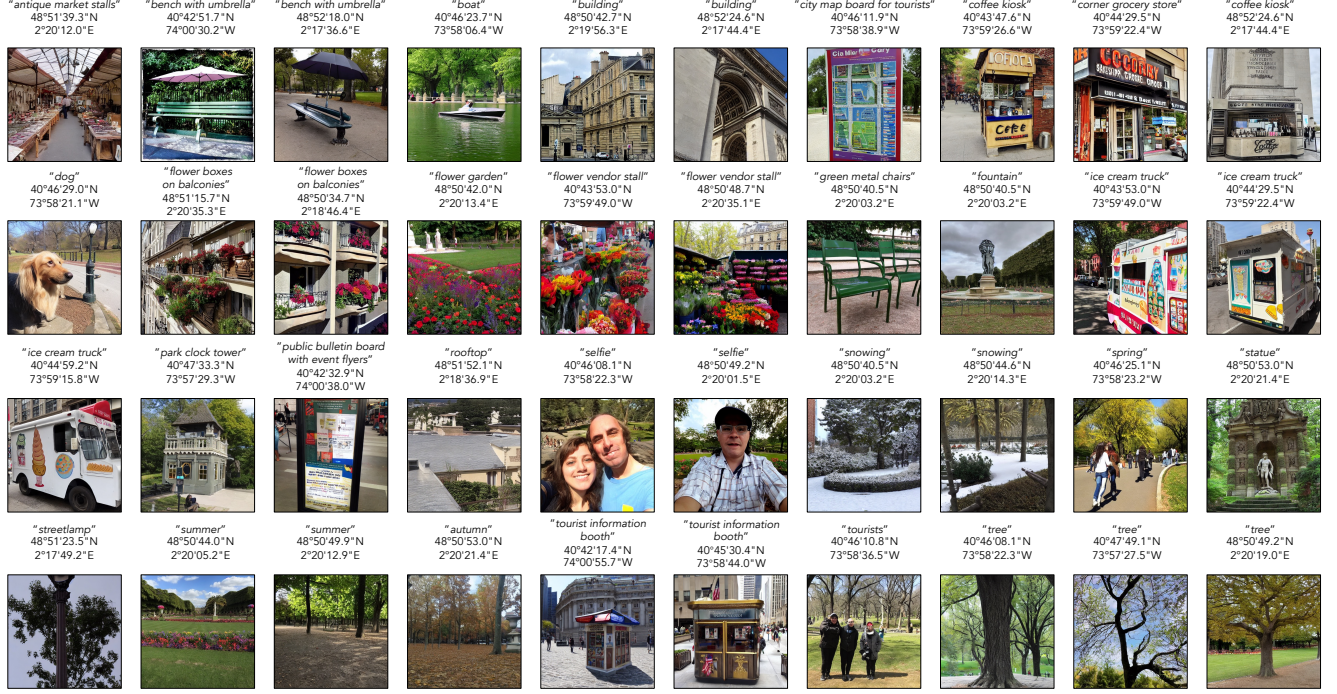 "antique market stalls"
48°51'39.3"N
2°20'12.0"E
"bench with umbrella"
40°42'51.7"N
74°00'30.2"W
"bench with umbrella"
48°52'18.0"N
2°17'36.6"E
"boat"
40°46'23.7"N
73°58'06.4"W
"building"
48°50'42.7"N
2°19'56.3"E
"building"
48°52'24.6"N
2°17'44.4"E
"city map board for tourists"
40°46'11.9"N
73°58'38.9"W
"coffee kiosk"
40°43'47.6"N
73°59'26.6"W
"corner grocery store"
40°44'29.5"N
73°59'22.4"W
"coffee kiosk"
48°52'24.6"N
2°17'44.4"E
"dog"
40°46'29.0"N
73°58'21.1"W
"flower boxes
on balconies"
48°51'15.7"N
2°20'35.3"E
"flower boxes
on balconies"
48°50'34.7"N
2°18'46.4"E
"flower garden"
48°50'42.0"N
2°20'13.4"E
"flower vendor stall"
40°43'53.0"N
73°59'49.0"W
"flower vendor stall"
48°50'48.7"N
2°20'35.1"E
"green metal chairs"
48°50'40.5"N
2°20'03.2"E
"fountain"
48°50'40.5"N
2°20'03.2"E
"ice cream truck"
40°43'53.0"N
73°59'49.0"W
"ice cream truck"
40°44'29.5"N
73°59'22.4"W
"ice cream truck"
40°44'59.2"N
73°59'15.8"W
"park clock tower"
40°47'33.3"N
73°57'29.3"W
"public bulletin board
with event flyers"
40°42'32.9"N
74°00'38.0"W
"rooftop"
48°51'52.1"N
2°18'36.9"E
"selfie"
40°46'08.1"N
73°58'22.3"W
"selfie"
48°50'49.2"N
2°20'01.5"E
"snowing"
48°50'40.5"N
2°20'03.2"E
"snowing"
48°50'44.6"N
2°20'14.3"E
"spring"
40°46'25.1"N
73°58'23.2"W
"statue"
48°50'53.0"N
2°20'21.4"E
"streetlamp"
48°51'23.5"N
2°17'49.2"E
"summer"
48°50'44.0"N
2°20'05.2"E
"summer"
48°50'49.9"N
2°20'12.9"E
"autumn"
48°50'53.0"N
2°20'21.4"E
"tourist information
booth"
40°42'17.4"N
74°00'55.7"W
"tourist information
booth"
40°45'30.4"N
73°58'44.0"W
"tourists"
40°46'10.8"N
73°58'36.5"W
"tree"
40°46'08.1"N
73°58'22.3"W
"tree"
40°47'49.1"N
73°57'27.5"W
"tree"
48°50'49.2"N
2°20'19.0"E